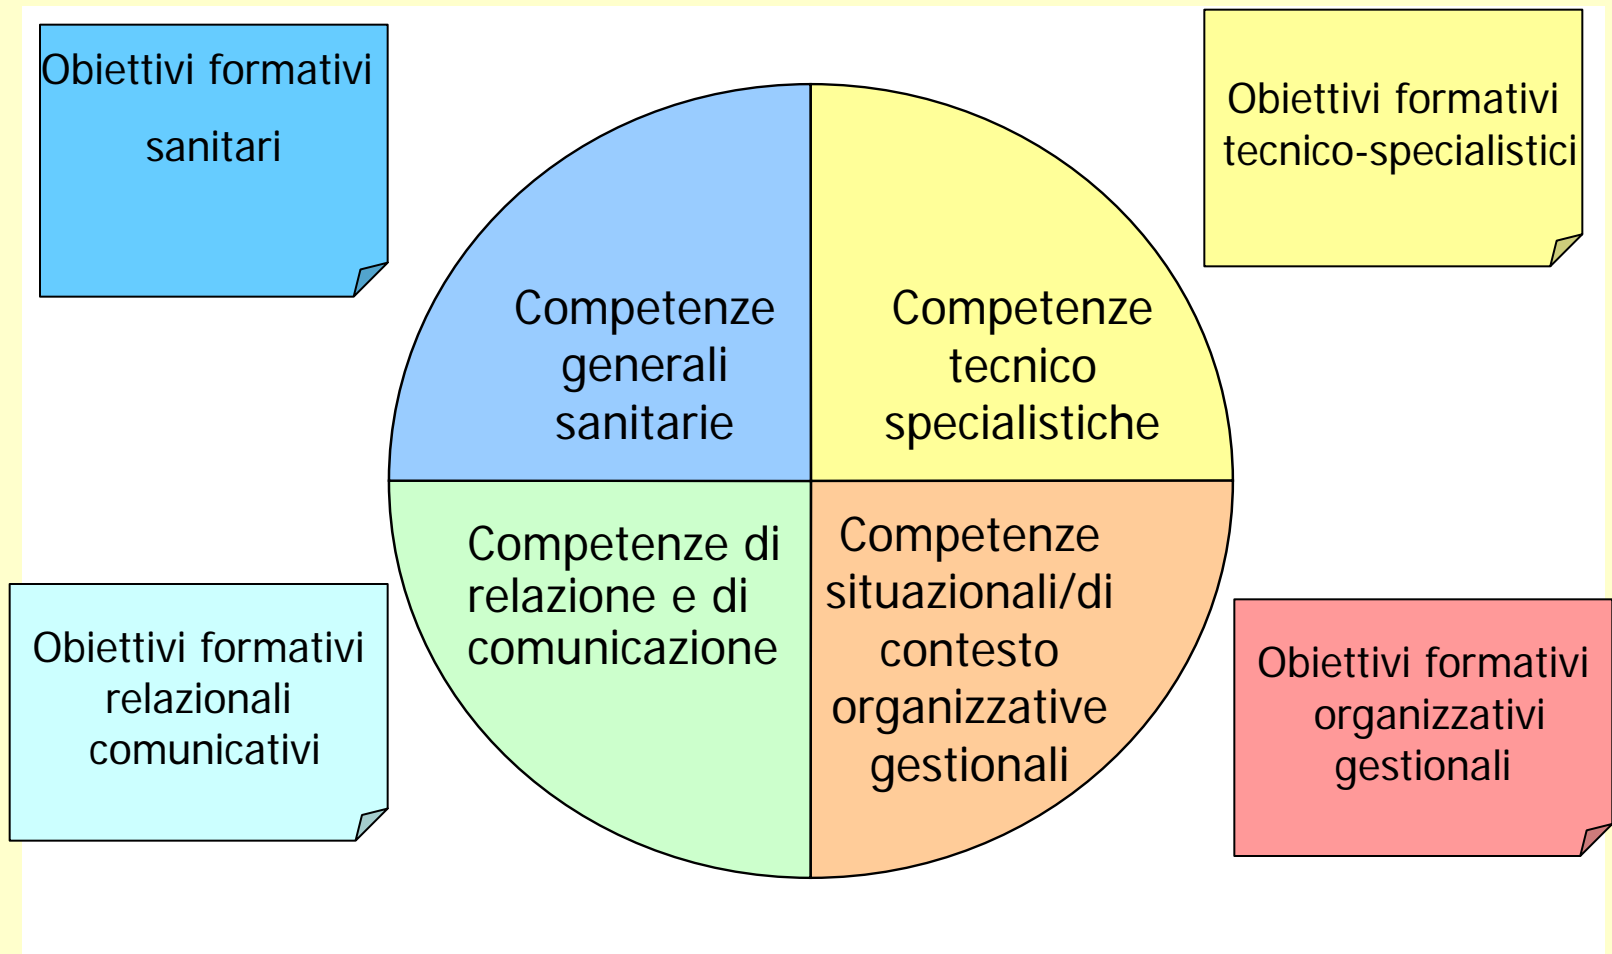 Obiettivi formativi
sanitari
Obiettivi formativi
tecnico-specialistici
Competenze
generali
sanitarie
Competenze
tecnico
specialistiche
Competenze di
relazione e di
comunicazione
Competenze
situazionali/di
contesto
organizzative
gestionali
Obiettivi formativi
relazionali
comunicativi
Obiettivi formativi
organizzativi
gestionali